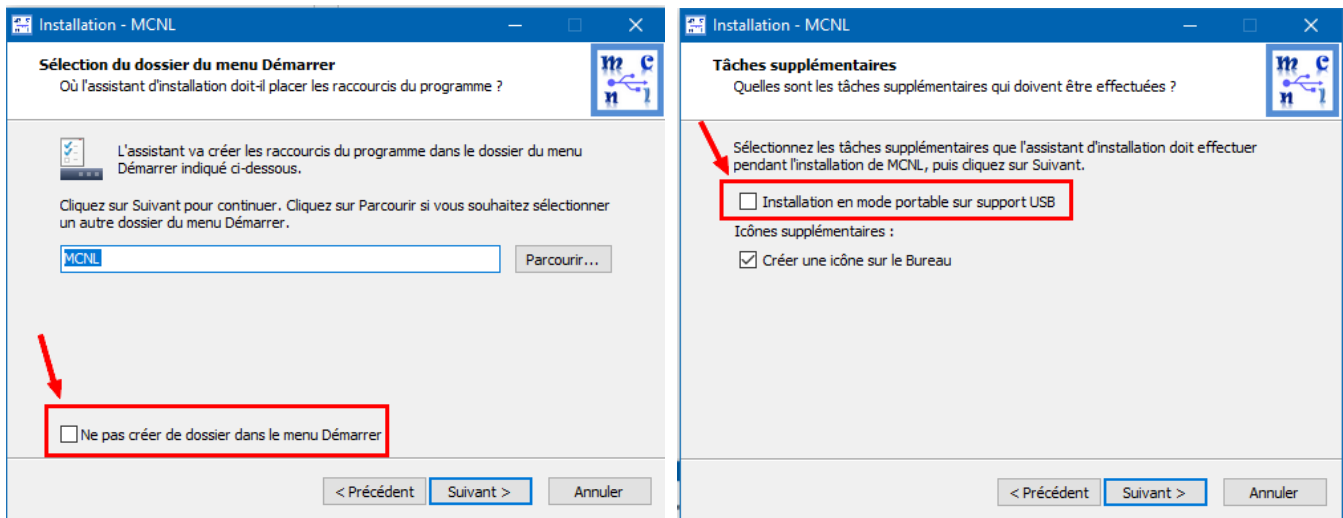 Installation - MCNL
Sélection du dossier du menu Démarrer
Où l'assistant d'installation doit-il placer les raccourcis du programme ?
m c
n l
L'assistant va créer les raccourcis du programme dans le dossier du menu
Démarrer indiqué ci-dessous.
Cliquez sur Suivant pour continuer. Cliquez sur Parcourir si vous souhaitez sélectionner
un autre dossier du menu Démarrer.
MCNL
Parcourir...
Ne pas créer de dossier dans le menu Démarrer
< Précédent
Suivant >
Annuler
Installation - MCNL
Tâches supplémentaires
Quelles sont les tâches supplémentaires qui doivent être effectuées ?
m c
n l
Sélectionnez les tâches supplémentaires que l'assistant d'installation doit effectuer
pendant l'installation de MCNL, puis cliquez sur Suivant.
Installation en mode portable sur support USB
Icônes supplémentaires :
Créer une icône sur le Bureau
< Précédent
Suivant >
Annuler